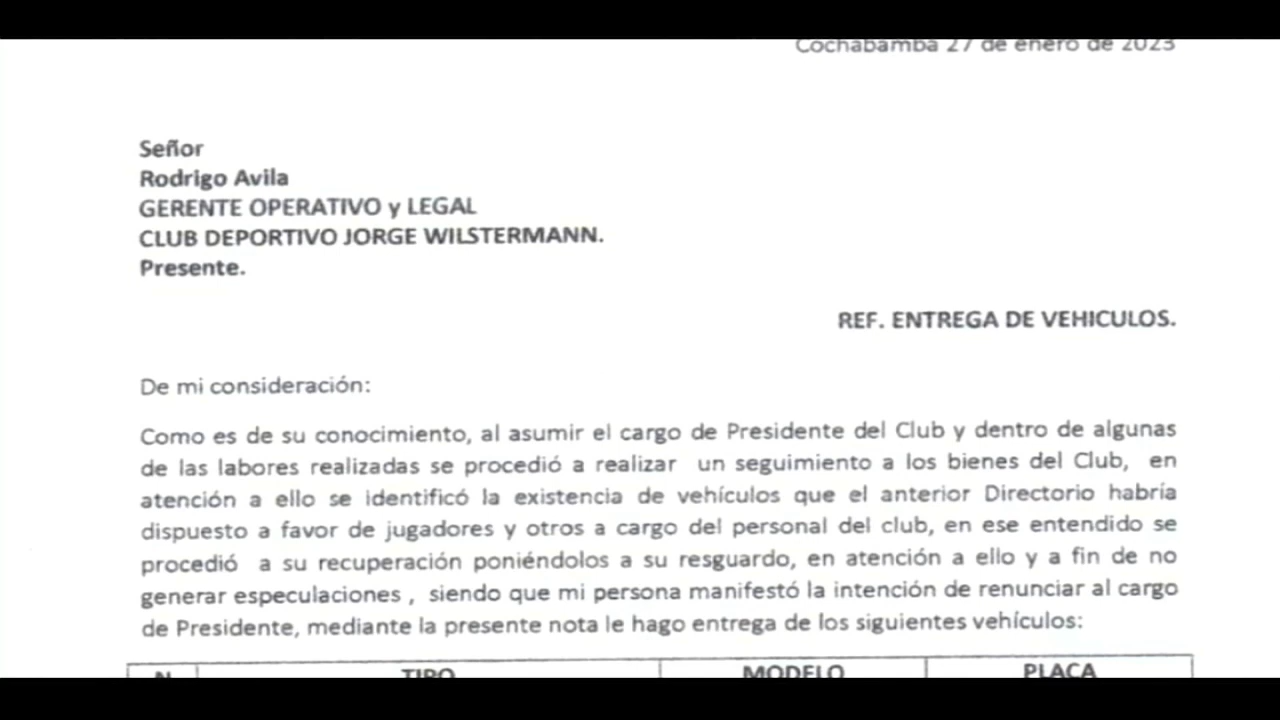 Cochabamba 27 de enero de 2023
Señor
Rodrigo Avila
GERENTE OPERATIVO y LEGAL
CLUB DEPORTIVO JORGE WILSTERMANN.
Presente.
REF. ENTREGA DE VEHICULOS.
De mi consideración:
Como es de su conocimiento, al asumir el cargo de Presidente del Club y dentro de algunas
de las labores realizadas se procedió a realizar un seguimiento a los bienes del Club, en
atención a ello se identificó la existencia de vehículos que el anterior Directorio habría
dispuesto a favor de jugadores y otros a cargo del personal del club, en ese entendido se
procedió a su recuperación poniéndolos a su resguardo, en atención a ello y a fin de no
generar especulaciones , siendo que mi persona manifestó la intención de renunciar al cargo
de Presidente, mediante la presente nota le hago entrega de los siguientes vehículos:
N TIPO MODELO PLACA